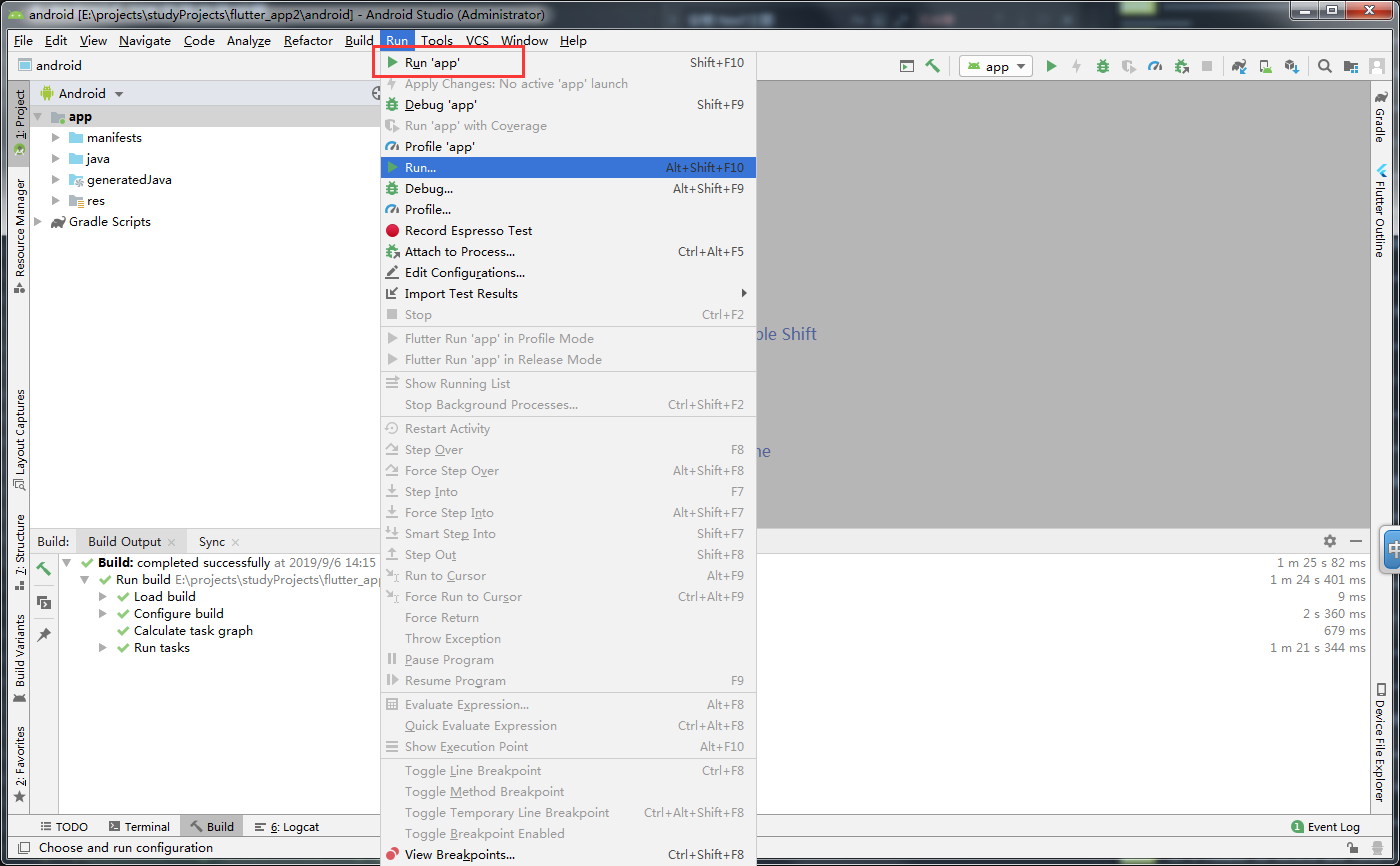 android [E:\projects\studyProjects\flutter_app2\android] - Android Studio (Administrator)
File Edit View Navigate Code Analyze Refactor Build Run Tools VCS Window Help
android
app
Android
1: Project
app
manifests
java
generatedJava
res
Gradle Scripts
Resource Manager
Layout Captures
7: Structure
Build Variants
2: Favorites
Run 'app' Shift+F10
Apply Changes: No active 'app' launch
Debug 'app' Shift+F9
Run 'app' with Coverage
Profile 'app'
Run... Alt+Shift+F10
Debug... Alt+Shift+F9
Profile...
Record Espresso Test
Attach to Process... Ctrl+Alt+F5
Edit Configurations...
Import Test Results
Stop Ctrl+F2
Flutter Run 'app' in Profile Mode
Flutter Run 'app' in Release Mode
Show Running List
Stop Background Processes... Ctrl+Shift+F2
Restart Activity
Step Over F8
Force Step Over Alt+Shift+F8
Step Into F7
Force Step Into Alt+Shift+F7
Smart Step Into Shift+F7
Step Out Shift+F8
Run to Cursor Alt+F9
Force Run to Cursor Ctrl+Alt+F9
Force Return
Throw Exception
Pause Program
Resume Program F9
Evaluate Expression... Alt+F8
Quick Evaluate Expression Ctrl+Alt+F8
Show Execution Point Alt+F10
Toggle Line Breakpoint Ctrl+F8
Toggle Method Breakpoint
Toggle Temporary Line Breakpoint Ctrl+Alt+Shift+F8
Toggle Breakpoint Enabled
View Breakpoints... Ctrl+Shift+F8
ble Shift
ne
Gradle
Flutter Outline
Device File Explorer
中
Build: Build Output Sync
Build: completed successfully at 2019/9/6 14:15 1 m 25 s 82 ms
Run build E:\projects\studyProjects\flutter_app 1 m 24 s 401 ms
Load build 9 ms
Configure build 2 s 360 ms
Calculate task graph 679 ms
Run tasks 1 m 21 s 344 ms
TODO Terminal Build 6: Logcat 1 Event Log
Choose and run configuration